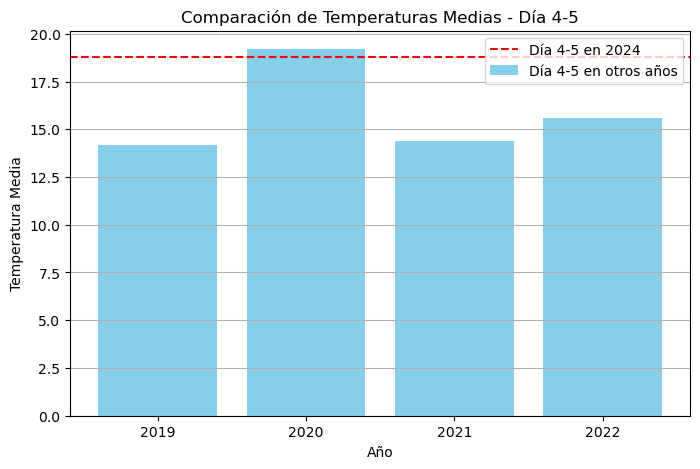 Comparación de Temperaturas Medias - Día 4-5
20.0
17.5
15.0
12.5
10.0
7.5
5.0
2.5
0.0
Temperatura Media
Día 4-5 en 2024
Día 4-5 en otros años
2019
2020
2021
2022
Año